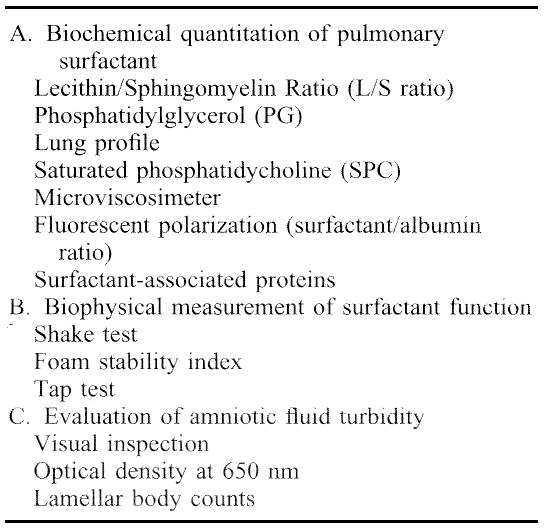 A. Biochemical quantitation of pulmonary
surfactant
Lecithin/Sphingomyelin Ratio (L/S ratio)
Phosphatidylglycerol (PG)
Lung profile
Saturated phosphatidycholine (SPC)
Microviscosimeter
Fluorescent polarization (surfactant/albumin
ratio)
Surfactant-associated proteins
B. Biophysical measurement of surfactant function
Shake test
Foam stability index
Tap test
C. Evaluation of amniotic fluid turbidity
Visual inspection
Optical density at 650 nm
Lamellar body counts